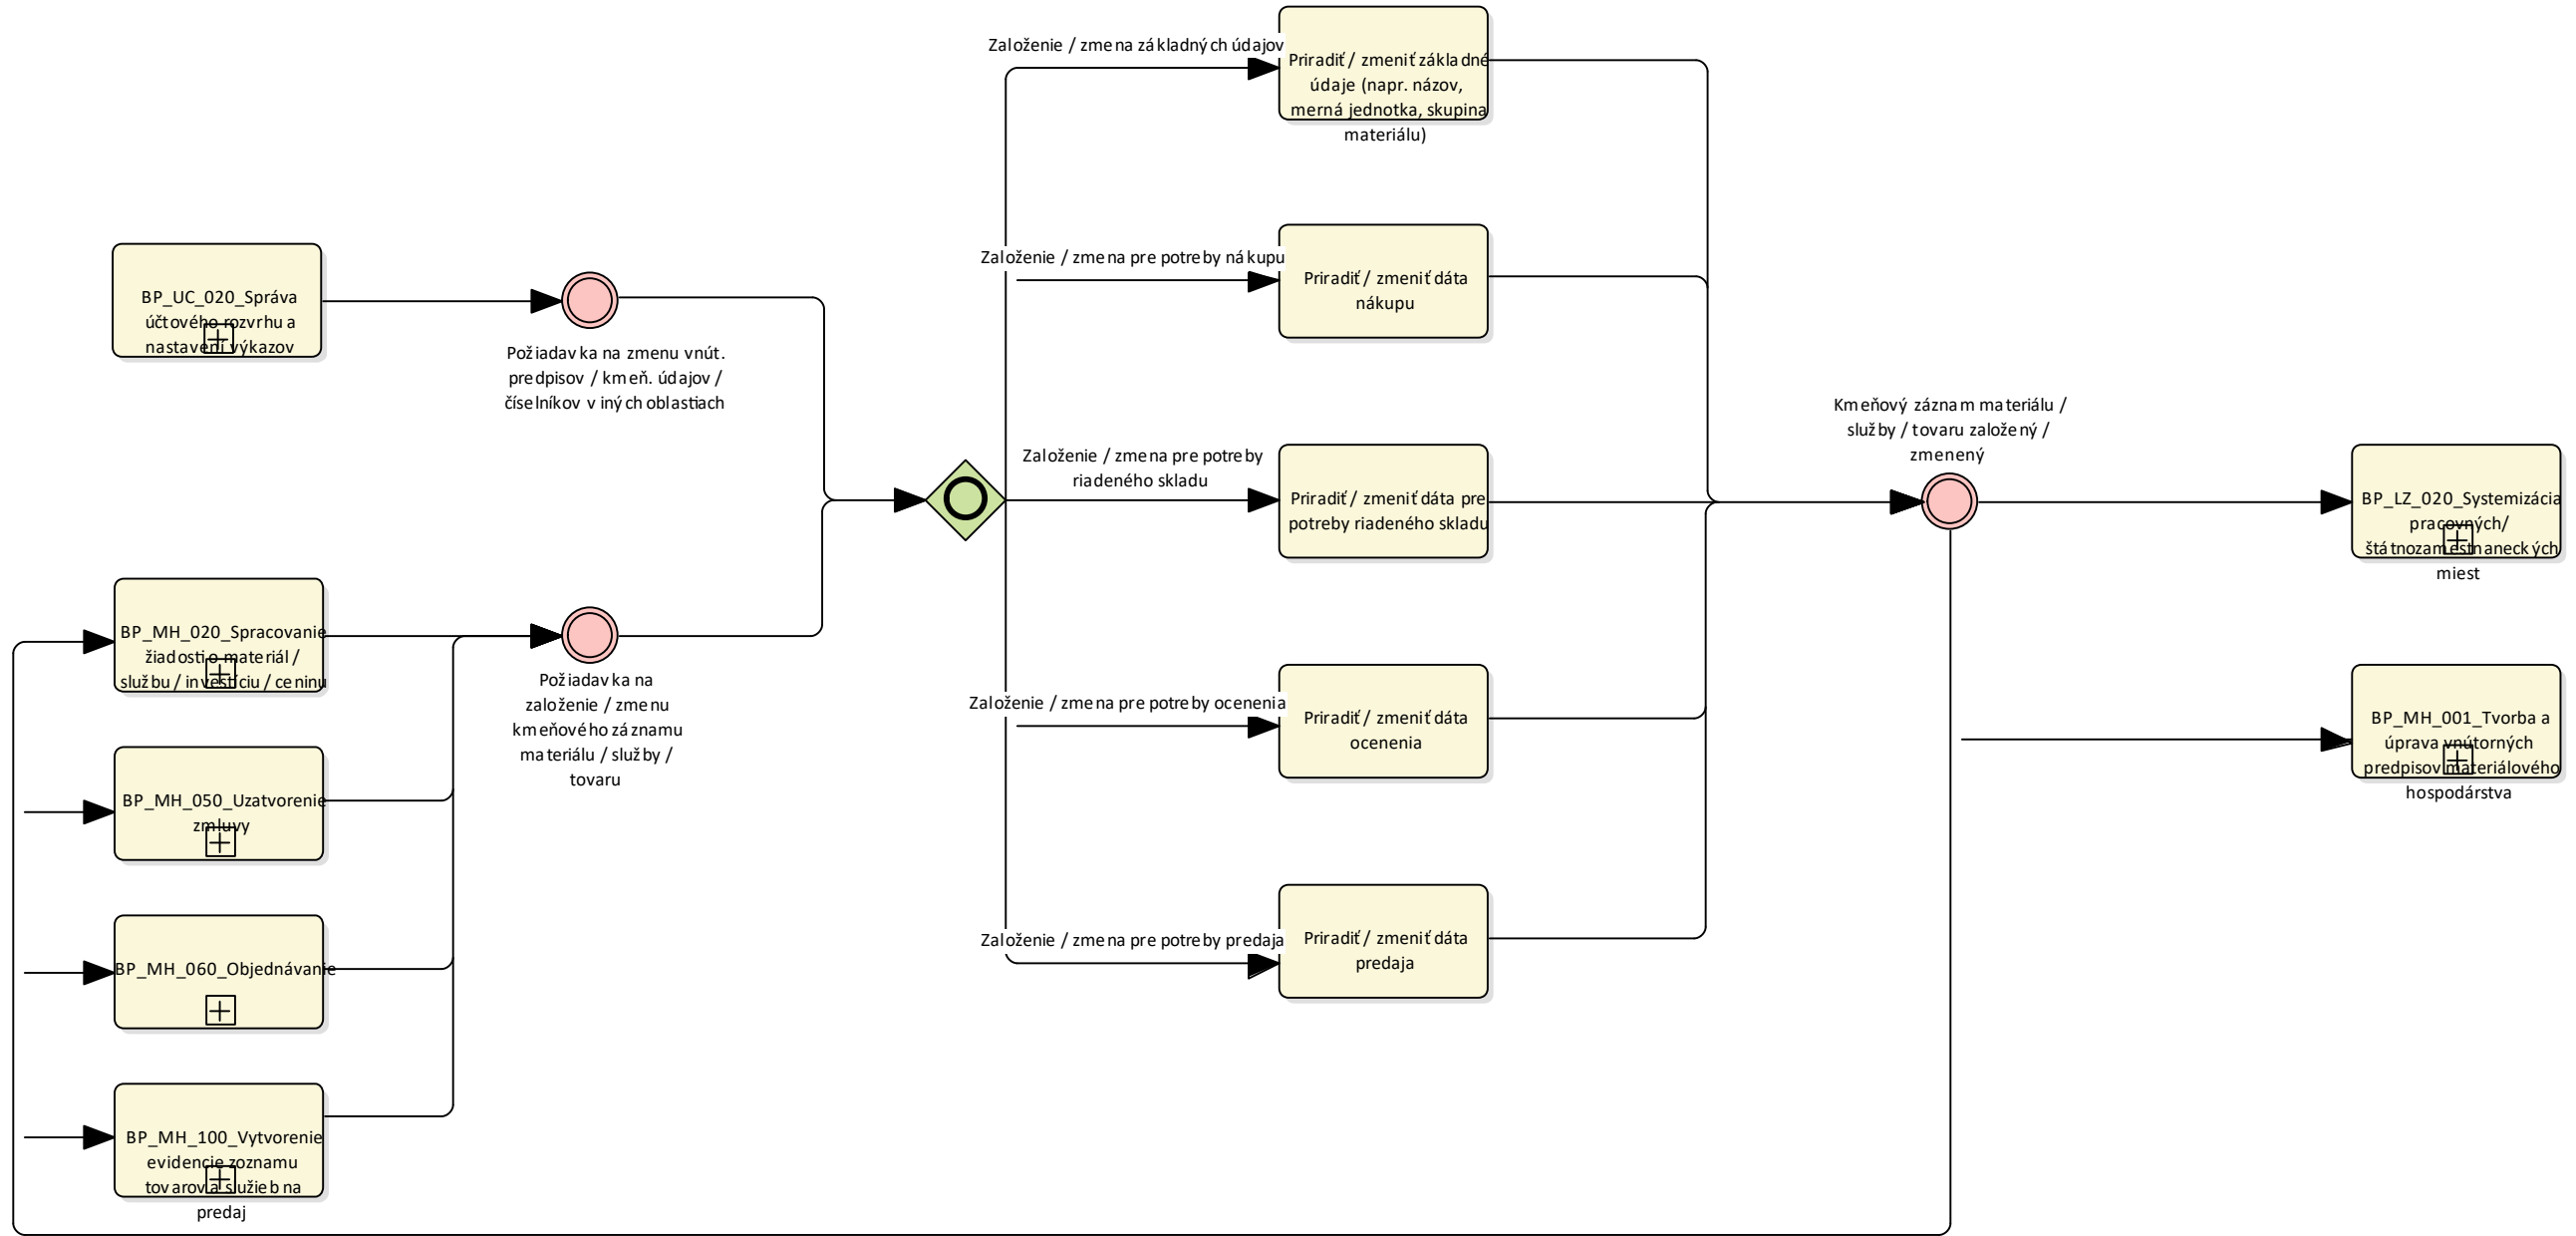 Založenie / zmena základných údajov
Priradiť / zmeniť základné
údaje (napr. názov,
merná jednotka, skupina
materiálu)
Založenie / zmena pre potreby nákupu
Priradiť / zmeniť dáta
nákupu
BP_UC_020_Správa
účtového rozvrhu a
nastavení výkazov
Požiadavka na zmenu vnút.
predpisov / kmeň. údajov /
číselníkov v iných oblastiach
Založenie / zmena pre potreby
riadeného skladu
Priradiť / zmeniť dáta pre
potreby riadeného skladu
Kmeňový záznam materiálu /
služby / tovaru založený /
zmenený
BP_LZ_020_Systemizácia
pracovných/
štátnozamestnaneckých
miest
BP_MH_020_Spracovanie
žiadosti o materiál /
službu / investíciu / ceninu
Požiadavka na
založenie / zmenu
kmeňového záznamu
materiálu / služby /
tovaru
Založenie / zmena pre potreby ocenenia
Priradiť / zmeniť dáta
ocenenia
BP_MH_001_Tvorba a
úprava vnútorných
predpisov materiálového
hospodárstva
BP_MH_050_Uzatvorenie
zmluvy
BP_MH_060_Objednávanie
Založenie / zmena pre potreby predaja
Priradiť / zmeniť dáta
predaja
BP_MH_100_Vytvorenie
evidencie zoznamu
tovarov a služieb na
predaj